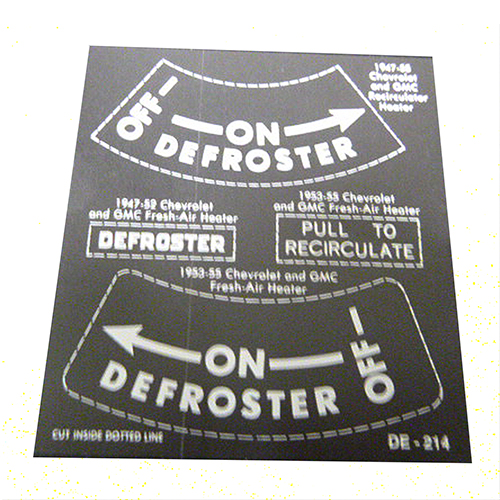 OFF — ON
DEFROSTER
1947-55
Chevrolet
and GMC
Recirculator
Heater
1947-52 Chevrolet
and GMC Fresh-Air Heater
DEFROSTER
1953-55 Chevrolet
and GMC Fresh-Air Heater
PULL TO
RECIRCULATE
1953-55 Chevrolet and GMC
Fresh-Air Heater
ON — OFF
DEFROSTER
CUT INSIDE DOTTED LINE
DE - 214